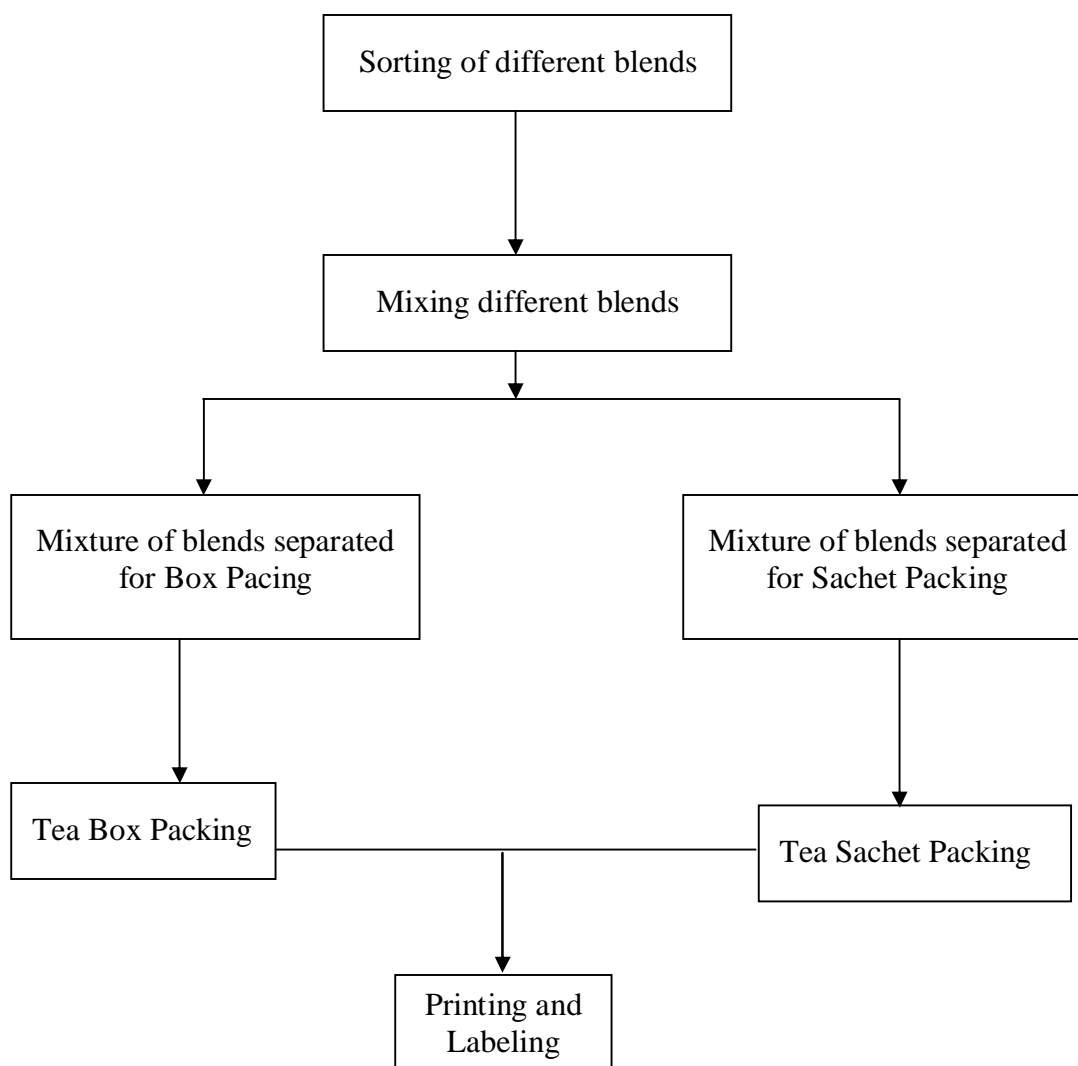 Sorting of different blends
Mixing different blends
Mixture of blends separated
for Box Pacing
Mixture of blends separated
for Sachet Packing
Tea Box Packing
Tea Sachet Packing
Printing and
Labeling